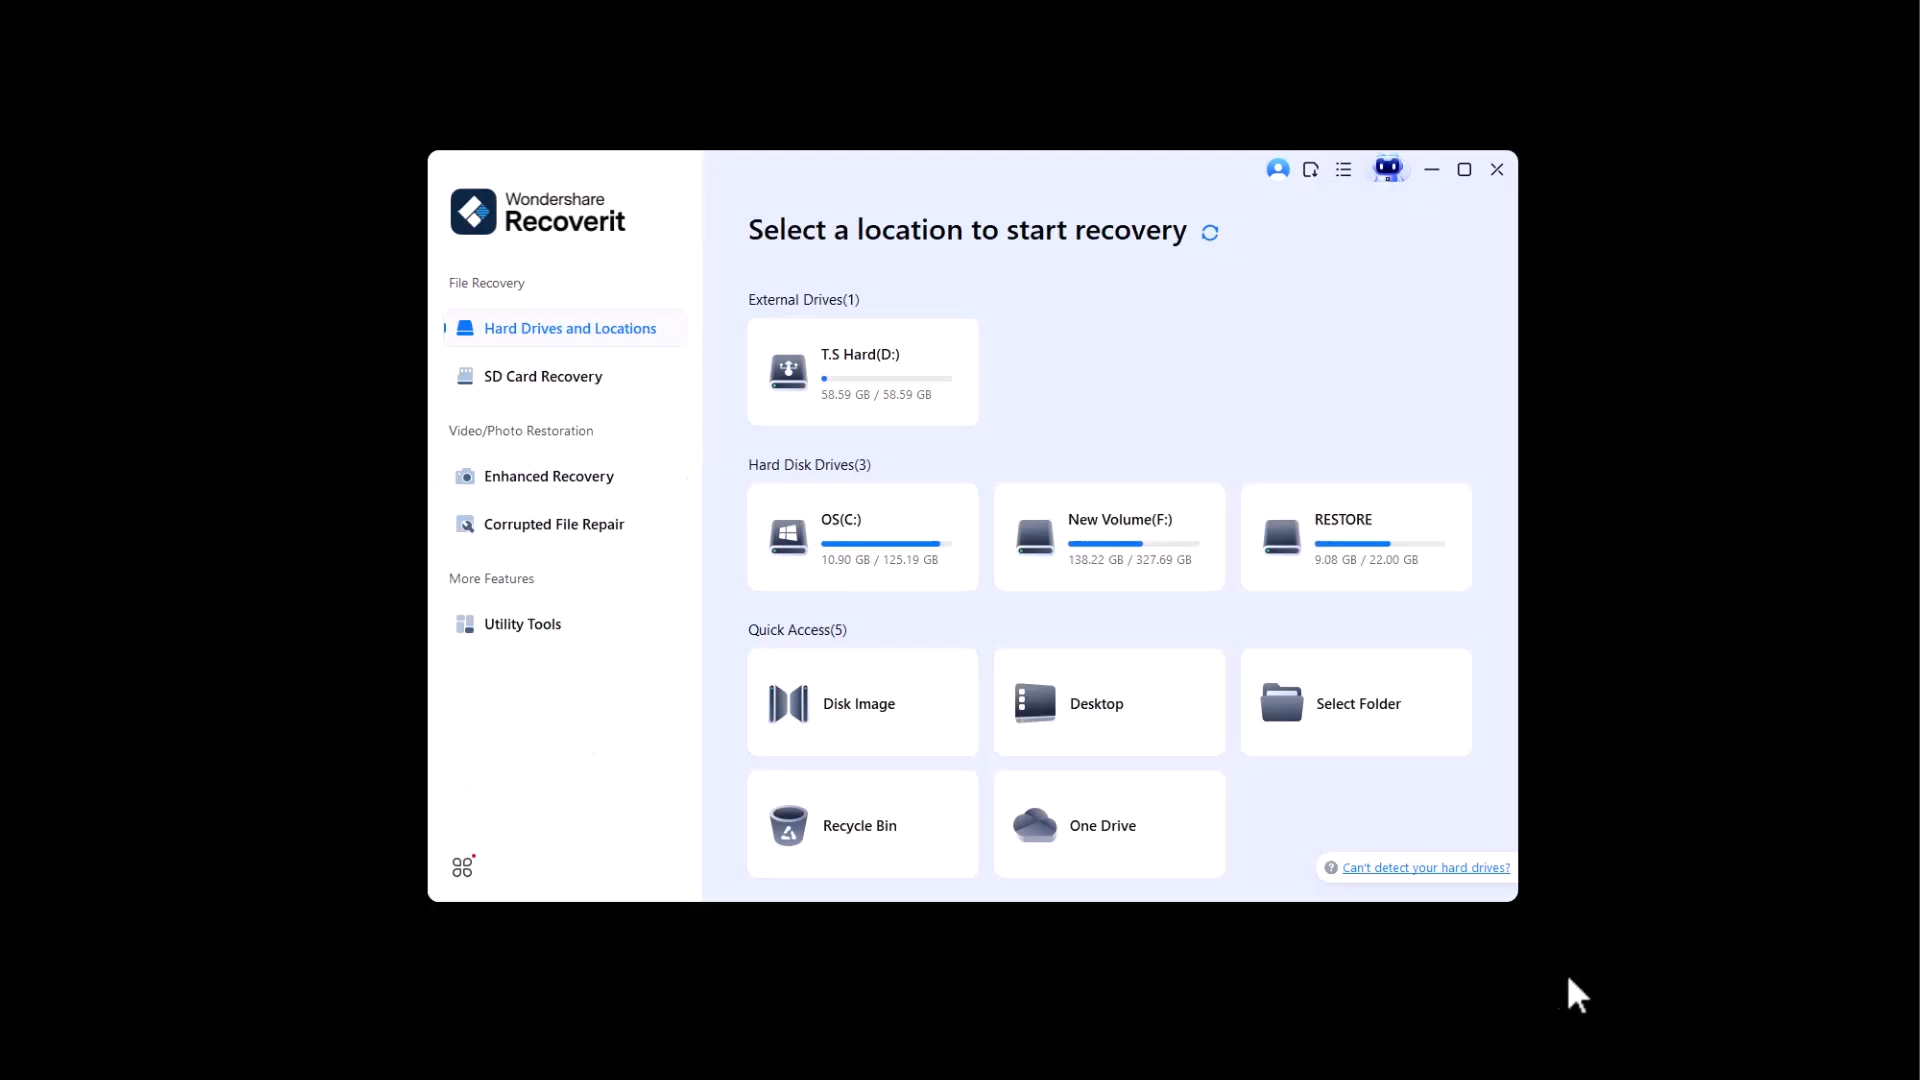 Wondershare
Recoverit
File Recovery
Hard Drives and Locations
SD Card Recovery
Video/Photo Restoration
Enhanced Recovery
Corrupted File Repair
More Features
Utility Tools
Select a location to start recovery
External Drives(1)
T.S Hard(D:)
58.59 GB / 58.59 GB
Hard Disk Drives(3)
OS(C:)
10.90 GB / 125.19 GB
New Volume(F:)
138.22 GB / 327.69 GB
RESTORE
9.08 GB / 22.00 GB
Quick Access(5)
Disk Image
Desktop
Select Folder
Recycle Bin
One Drive
Can't detect your hard drives?